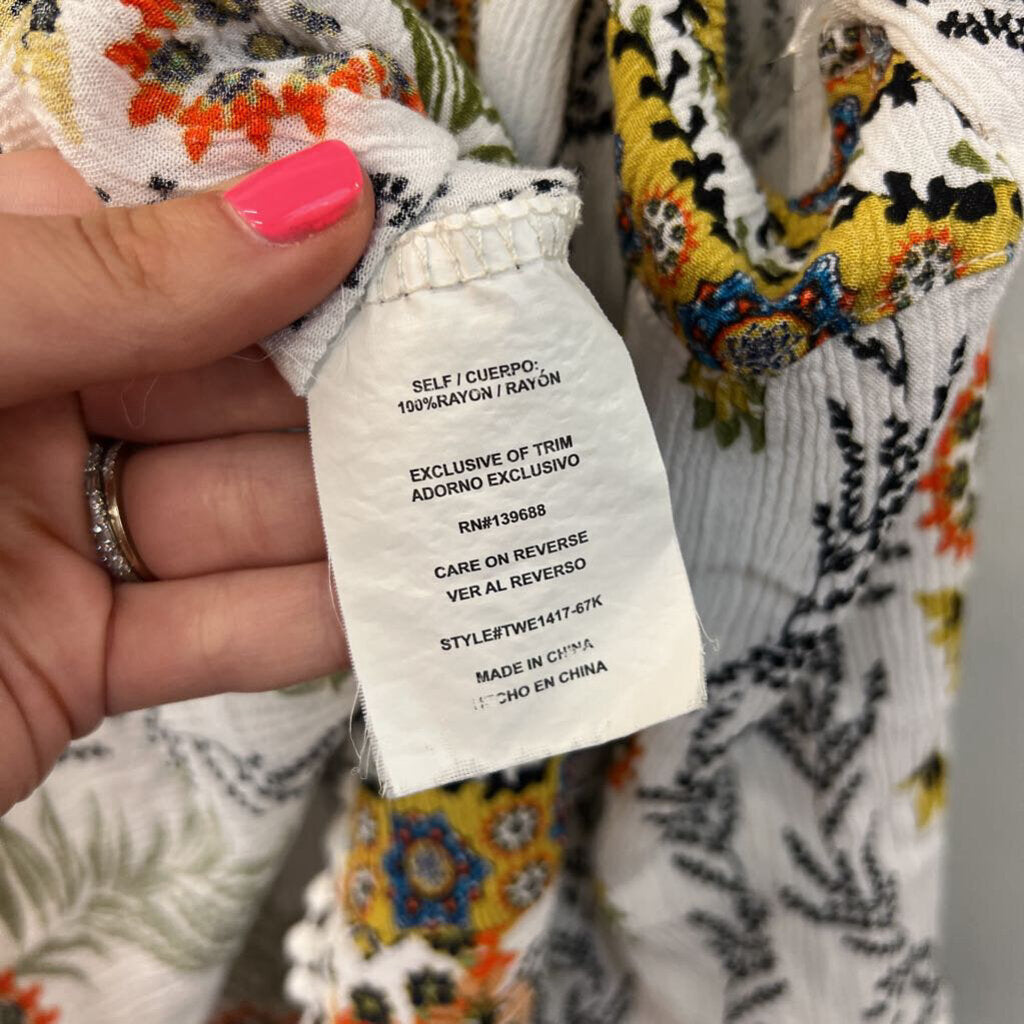 SELF / CUERPO:
100%RAYON / RAYÓN
EXCLUSIVE OF TRIM
ADORNO EXCLUSIVO
RN#139688
CARE ON REVERSE
VER AL REVERSO
STYLE#TWE1417-67K
MADE IN CHINA
HECHO EN CHINA